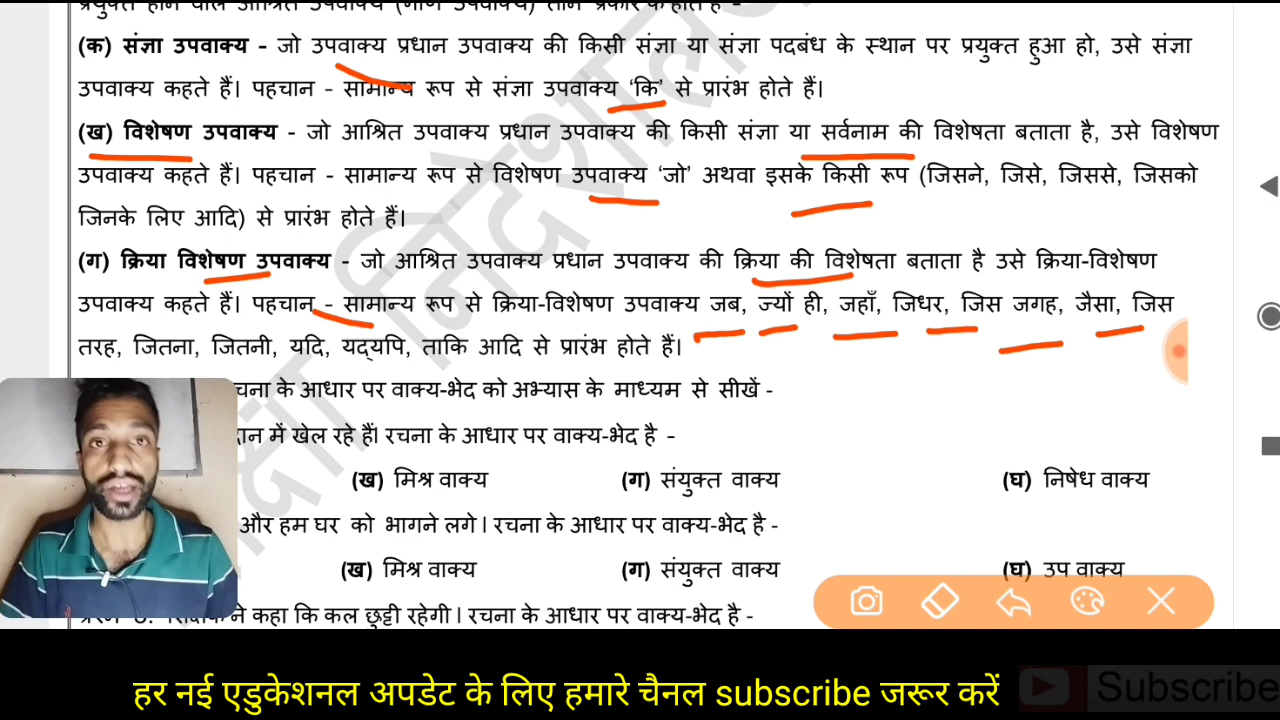 प्रयुक्त होने वाले आश्रित उपवाक्य (गौण उपवाक्य) तीन प्रकार के होते हैं -
(क) संज्ञा उपवाक्य - जो उपवाक्य प्रधान उपवाक्य की किसी संज्ञा या संज्ञा पदबंध के स्थान पर प्रयुक्त हुआ हो, उसे संज्ञा
उपवाक्य कहते हैं। पहचान - सामान्य रूप से संज्ञा उपवाक्य 'कि' से प्रारंभ होते हैं।
(ख) विशेषण उपवाक्य - जो आश्रित उपवाक्य प्रधान उपवाक्य की किसी संज्ञा या सर्वनाम की विशेषता बताता है, उसे विशेषण
उपवाक्य कहते हैं। पहचान - सामान्य रूप से विशेषण उपवाक्य 'जो' अथवा इसके किसी रूप (जिसने, जिसे, जिससे, जिसको
जिनके लिए आदि) से प्रारंभ होते हैं।
(ग) क्रिया विशेषण उपवाक्य - जो आश्रित उपवाक्य प्रधान उपवाक्य की क्रिया की विशेषता बताता है उसे क्रिया-विशेषण
उपवाक्य कहते हैं। पहचान - सामान्य रूप से क्रिया-विशेषण उपवाक्य जब, ज्यों ही, जहाँ, जिधर, जिस जगह, जैसा, जिस
तरह, जितना, जितनी, यदि, यद्यपि, ताकि आदि से प्रारंभ होते हैं।
के आधार पर वाक्य-भेद को अभ्यास के माध्यम से सीखें -
में खेल रहे हैं। रचना के आधार पर वाक्य-भेद है -
(ख) मिश्र वाक्य (ग) संयुक्त वाक्य (घ) निषेध वाक्य
और हम घर को भागने लगे। रचना के आधार पर वाक्य-भेद है -
(ख) मिश्र वाक्य (ग) संयुक्त वाक्य (घ) उप वाक्य
ने कहा कि कल छुट्टी रहेगी। रचना के आधार पर वाक्य-भेद है -
हर नई एडुकेशनल अपडेट के लिए हमारे चैनल subscribe जरूर करें Subscribe